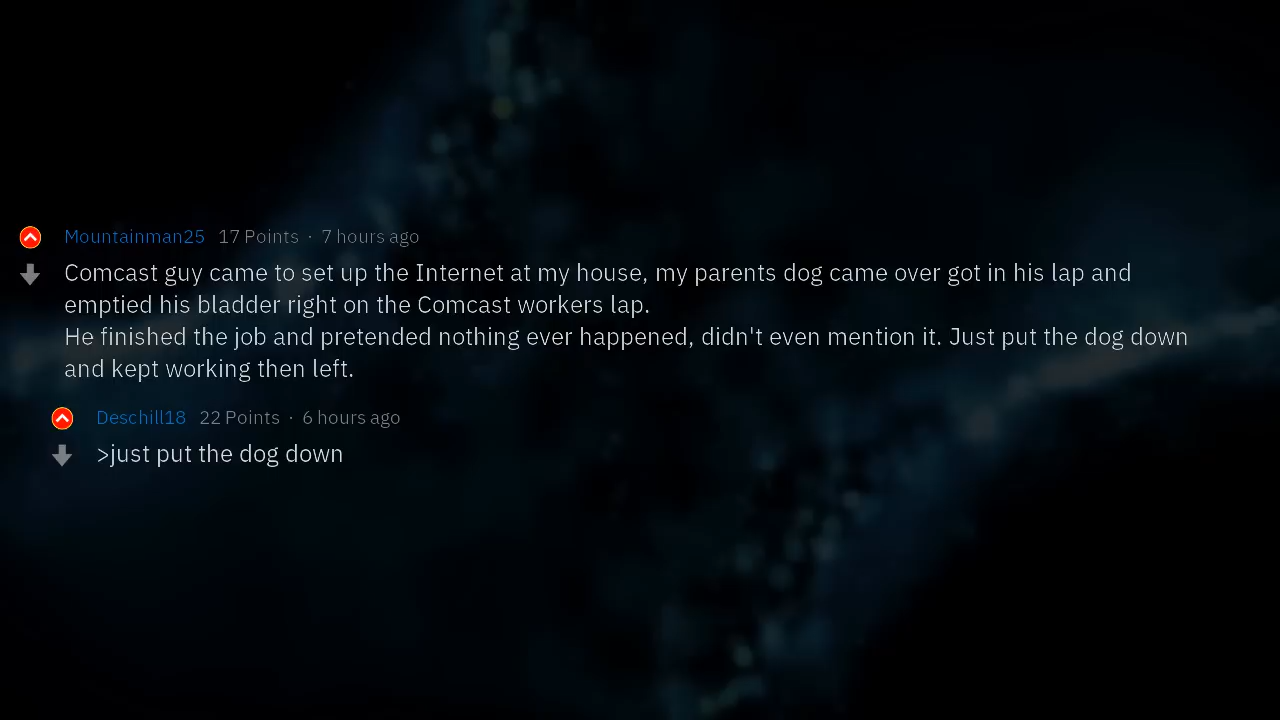 Mountainman25 17 Points · 7 hours ago
Comcast guy came to set up the Internet at my house, my parents dog came over got in his lap and
emptied his bladder right on the Comcast workers lap.
He finished the job and pretended nothing ever happened, didn't even mention it. Just put the dog down
and kept working then left.
Deschill18 22 Points · 6 hours ago
>just put the dog down